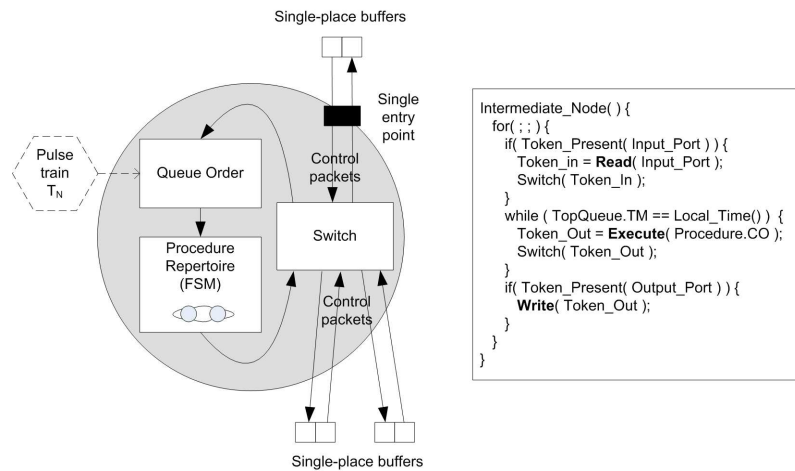 Single-place buffers
Single
entry
point
Pulse
train
TN
Queue Order
Control
packets
Switch
Procedure
Repertoire
(FSM)
Control
packets
Single-place buffers
Intermediate_Node( ) {
for( ; ; ) {
if( Token_Present( Input_Port ) ) {
Token_in = Read( Input_Port );
Switch( Token_In );
}
while ( TopQueue.TM == Local_Time() ) {
Token_Out = Execute( Procedure.CO );
Switch( Token_Out );
}
if( Token_Present( Output_Port ) ) {
Write( Token_Out );
}
}
}